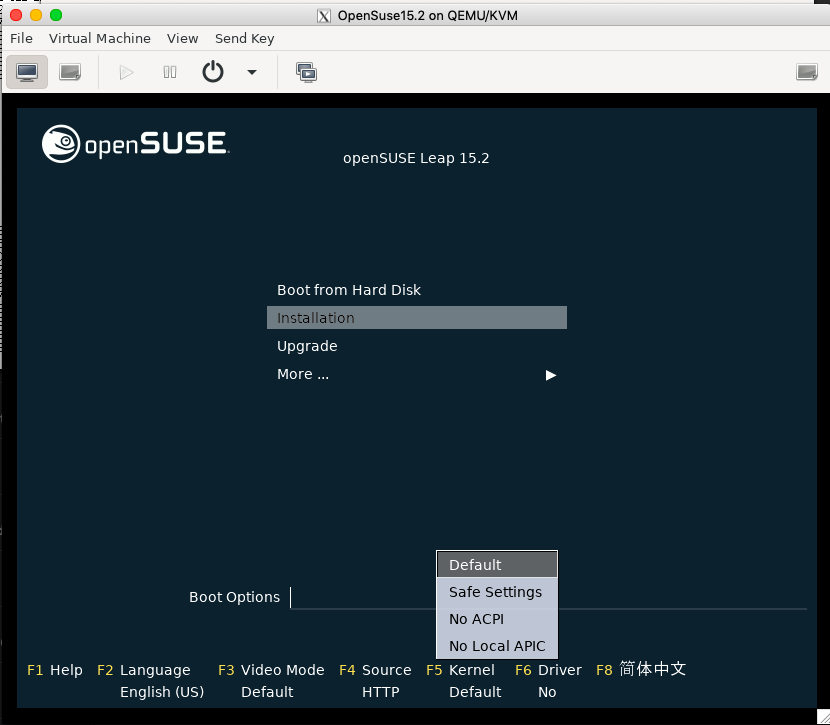 OpenSuse15.2 on QEMU/KVM
File Virtual Machine View Send Key
openSUSE
openSUSE Leap 15.2
Boot from Hard Disk
Installation
Upgrade
More ...
Default
Safe Settings
No ACPI
No Local APIC
Boot Options
F1 Help F2 Language F3 Video Mode F4 Source F5 Kernel F6 Driver F8 简体中文
English (US) Default HTTP Default No